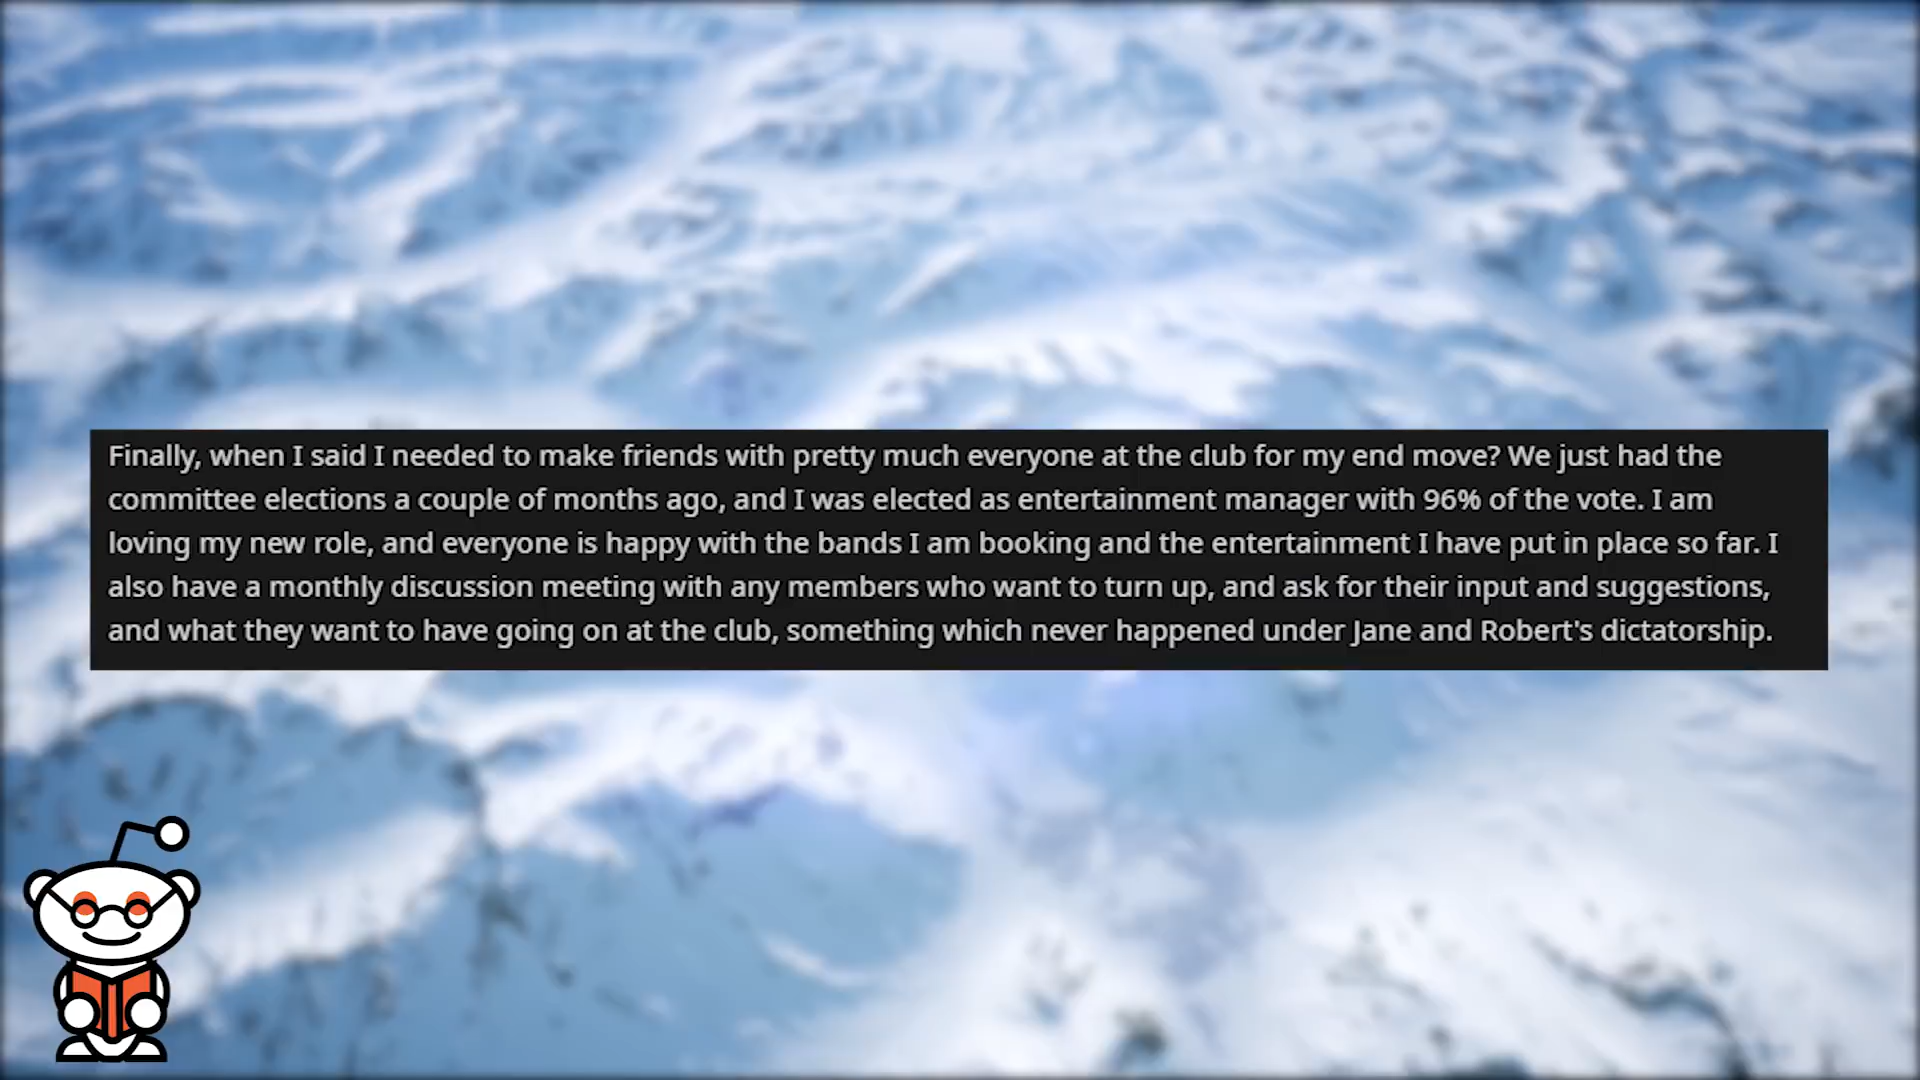 Finally, when I said I needed to make friends with pretty much everyone at the club for my end move? We just had the
committee elections a couple of months ago, and I was elected as entertainment manager with 96% of the vote. I am
loving my new role, and everyone is happy with the bands I am booking and the entertainment I have put in place so far. I
also have a monthly discussion meeting with any members who want to turn up, and ask for their input and suggestions,
and what they want to have going on at the club, something which never happened under Jane and Robert's dictatorship.